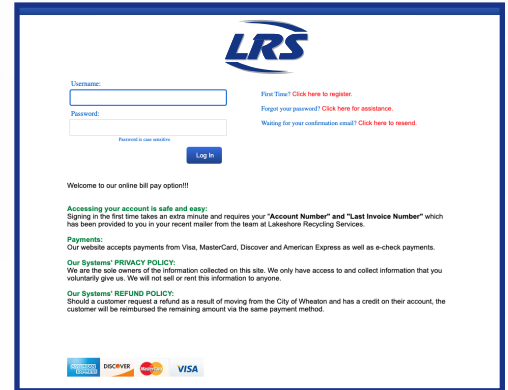 LRS
Username:
First Time? Click here to register.
Forgot your password? Click here for assistance.
Password:
Waiting for your confirmation email? Click here to resend.
Password is case sensitive
Log In
Welcome to our online bill pay option!!!
Accessing your account is safe and easy:
Signing in the first time takes an extra minute and requires your "Account Number" and "Last Invoice Number" which
has been provided to you in your recent mailer from the team at Lakeshore Recycling Services.
Payments:
Our website accepts payments from Visa, MasterCard, Discover and American Express as well as e-check payments.
Our Systems' PRIVACY POLICY:
We are the sole owners of the information collected on this site. We only have access to and collect information that you
voluntarily give us. We will not sell or rent this information to anyone.
Our Systems' REFUND POLICY:
Should a customer request a refund as a result of moving from the City of Wheaton and has a credit on their account, the
customer will be reimbursed the remaining amount via the same payment method.
AMERICAN EXPRESS DISCOVER MasterCard VISA